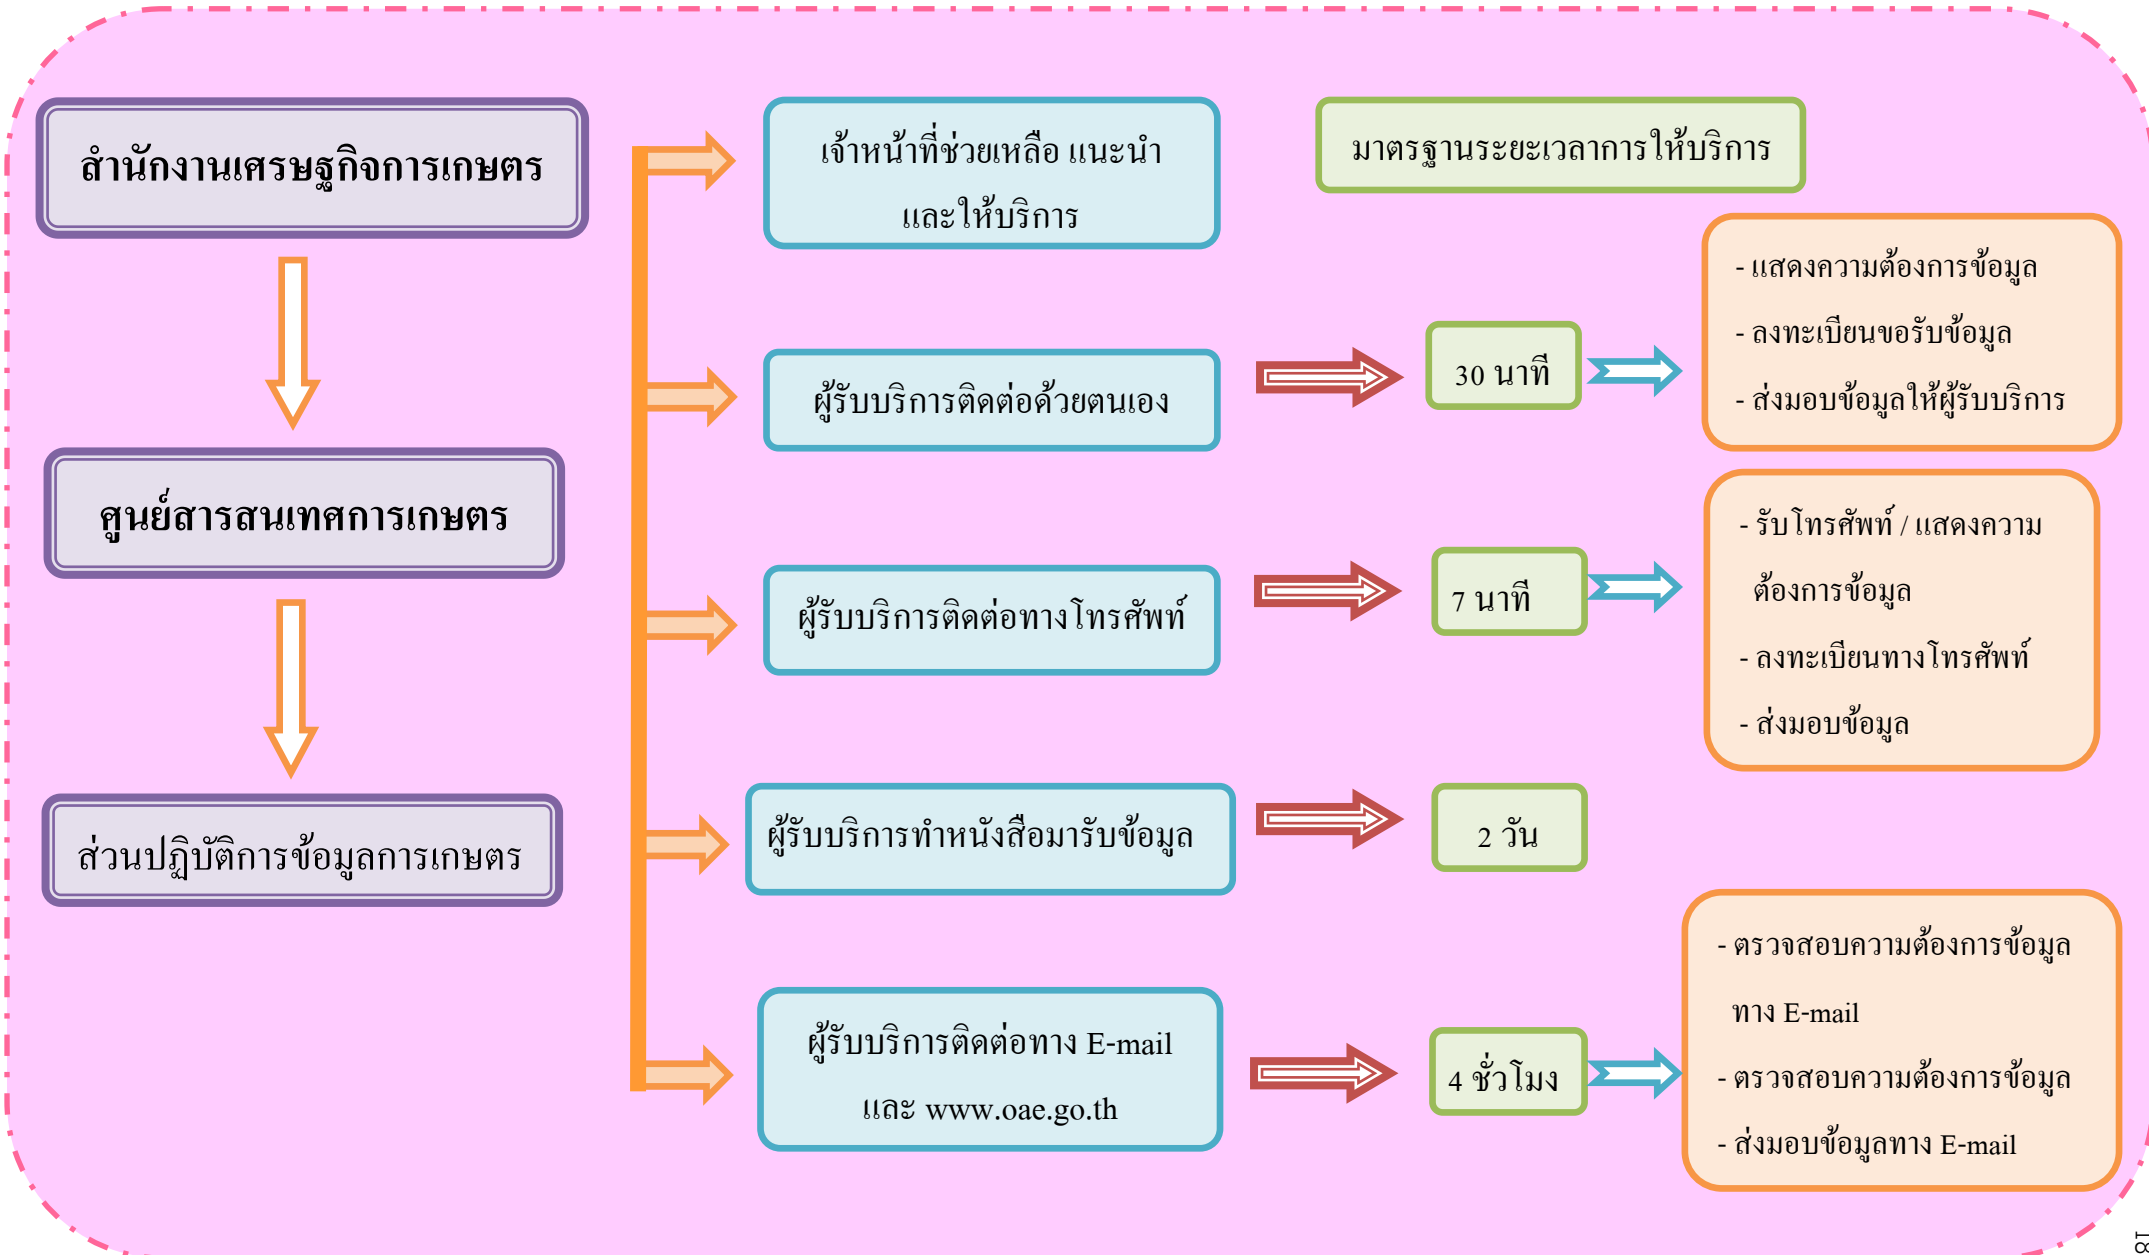 สำนักงานเศรษฐกิจการเกษตร
ศูนย์สารสนเทศการเกษตร
ส่วนปฏิบัติการข้อมูลการเกษตร
เจ้าหน้าที่ช่วยเหลือ แนะนำ
และให้บริการ
มาตรฐานระยะเวลาการให้บริการ
ผู้รับบริการติดต่อด้วยตนเอง
30 นาที
- แสดงความต้องการข้อมูล
- ลงทะเบียนขอรับข้อมูล
- ส่งมอบข้อมูลให้ผู้รับบริการ
ผู้รับบริการติดต่อทางโทรศัพท์
7 นาที
- รับโทรศัพท์ / แสดงความ
ต้องการข้อมูล
- ลงทะเบียนทางโทรศัพท์
- ส่งมอบข้อมูล
ผู้รับบริการทำหนังสือมารับข้อมูล
2 วัน
ผู้รับบริการติดต่อทาง E-mail
และ www.oae.go.th
4 ชั่วโมง
- ตรวจสอบความต้องการข้อมูล
ทาง E-mail
- ตรวจสอบความต้องการข้อมูล
- ส่งมอบข้อมูลทาง E-mail
18